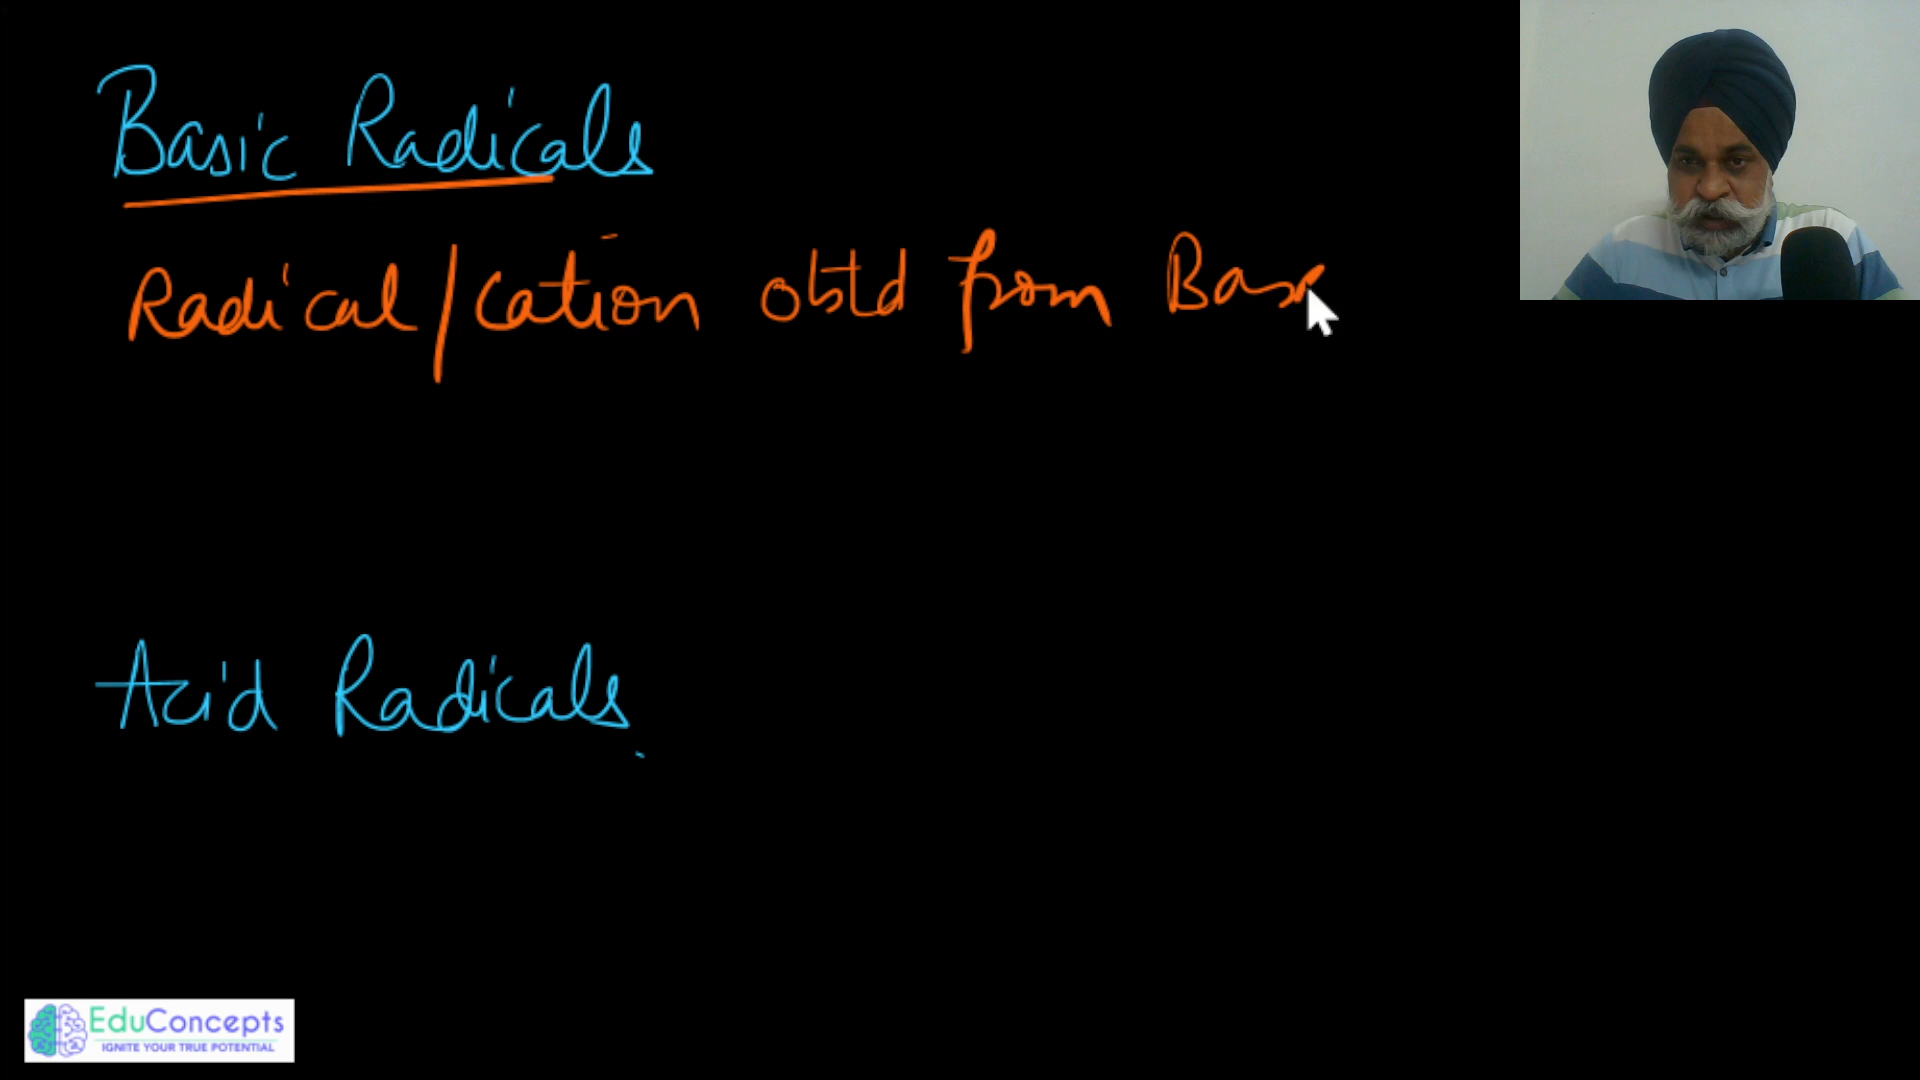 Basic Radicals
Radical/cation obtd from Base
Acid Radicals
EduConcepts
IGNITE YOUR TRUE POTENTIAL